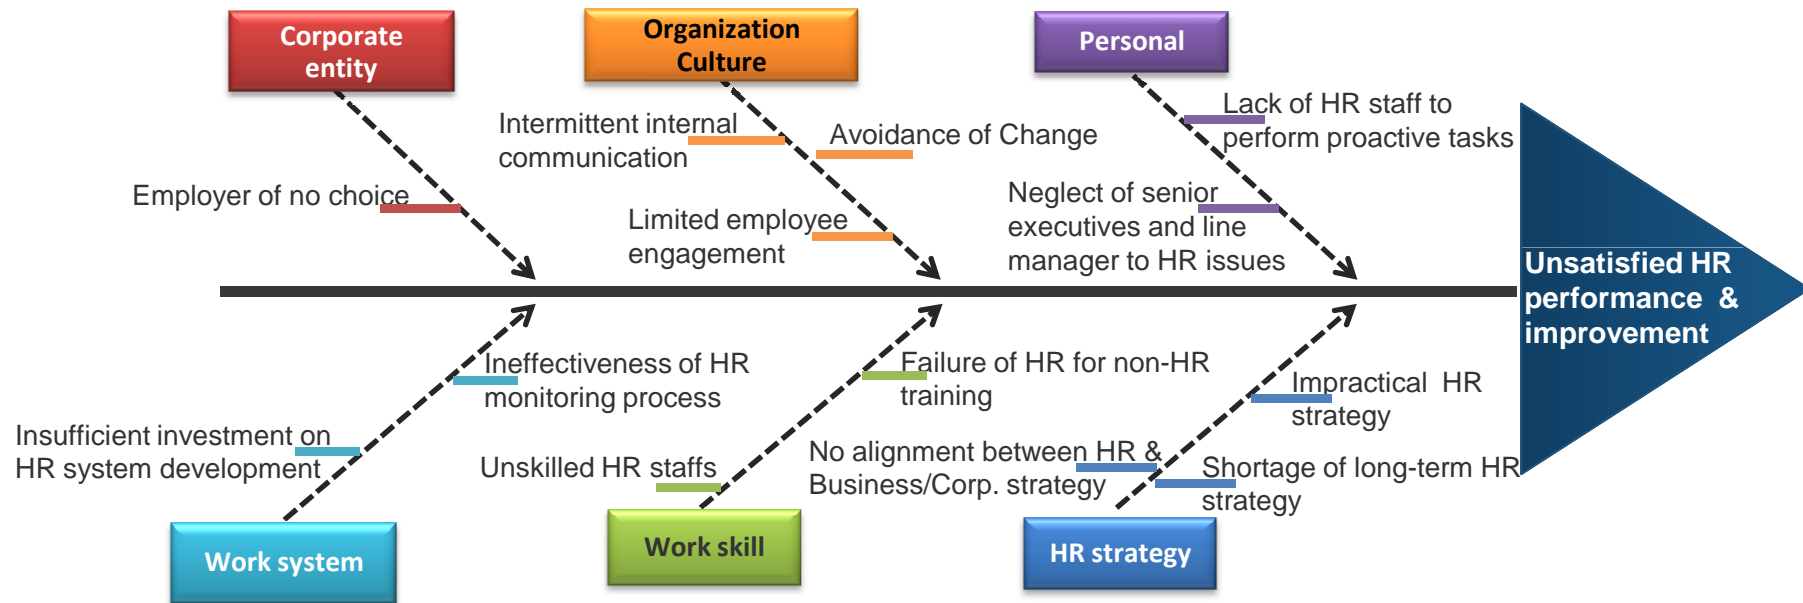 Corporate
entity
Organization
Culture
Personal
Intermittent internal
communication
Avoidance of Change
Lack of HR staff to
perform proactive tasks
Employer of no choice
Limited employee
engagement
Neglect of senior
executives and line
manager to HR issues
Unsatisfied HR
performance &
improvement
Ineffectiveness of HR
monitoring process
Failure of HR for non-HR
training
Impractical HR
strategy
Insufficient investment on
HR system development
Unskilled HR staffs
No alignment between HR &
Business/Corp. strategy
Shortage of long-term HR
strategy
Work system
Work skill
HR strategy